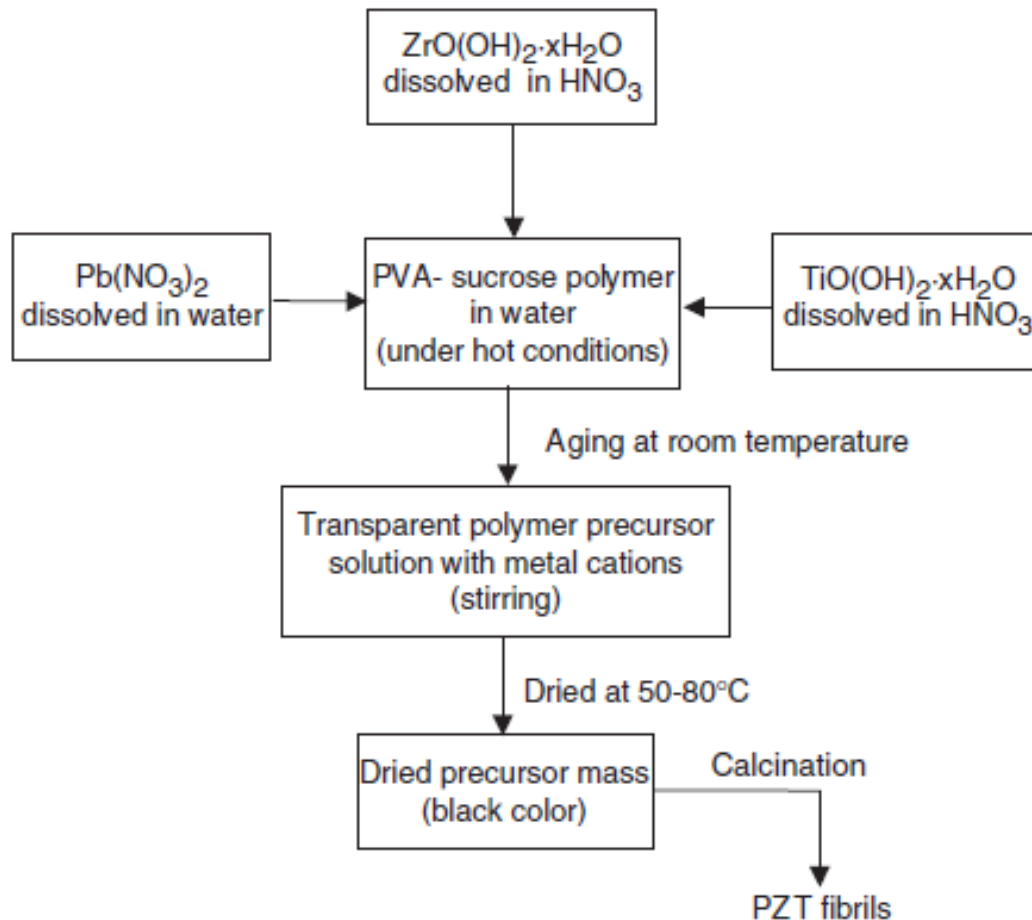 ZrO(OH)₂·xH₂O
dissolved in HNO₃
Pb(NO₃)₂
dissolved in water
PVA- sucrose polymer
in water
(under hot conditions)
TiO(OH)₂·xH₂O
dissolved in HNO₃
Aging at room temperature
Transparent polymer precursor
solution with metal cations
(stirring)
Dried at 50-80°C
Dried precursor mass
(black color)
Calcination
PZT fibrils